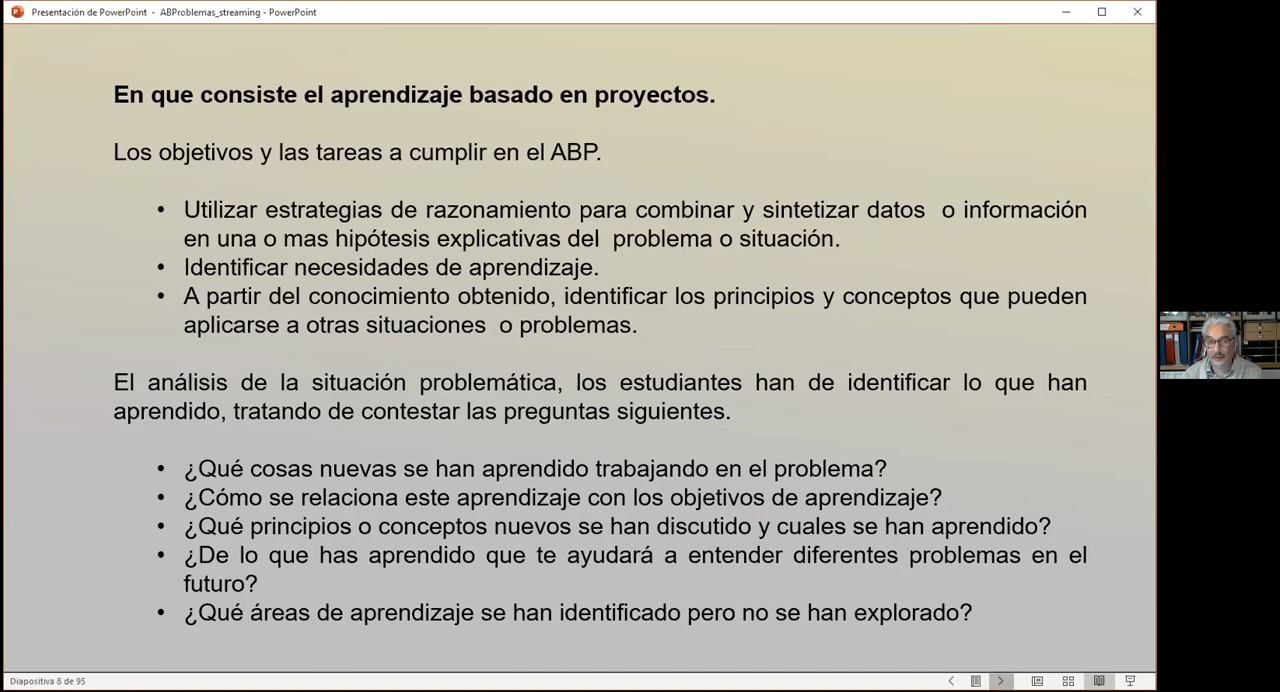 Presentación de PowerPoint - ABProblemas_streaming - PowerPoint
En que consiste el aprendizaje basado en proyectos.
Los objetivos y las tareas a cumplir en el ABP.
• Utilizar estrategias de razonamiento para combinar y sintetizar datos o información
en una o mas hipótesis explicativas del problema o situación.
• Identificar necesidades de aprendizaje.
• A partir del conocimiento obtenido, identificar los principios y conceptos que pueden
aplicarse a otras situaciones o problemas.
El análisis de la situación problemática, los estudiantes han de identificar lo que han
aprendido, tratando de contestar las preguntas siguientes.
• ¿Qué cosas nuevas se han aprendido trabajando en el problema?
• ¿Cómo se relaciona este aprendizaje con los objetivos de aprendizaje?
• ¿Qué principios o conceptos nuevos se han discutido y cuales se han aprendido?
• ¿De lo que has aprendido que te ayudará a entender diferentes problemas en el
futuro?
• ¿Qué áreas de aprendizaje se han identificado pero no se han explorado?
Diapositiva 8 de 95